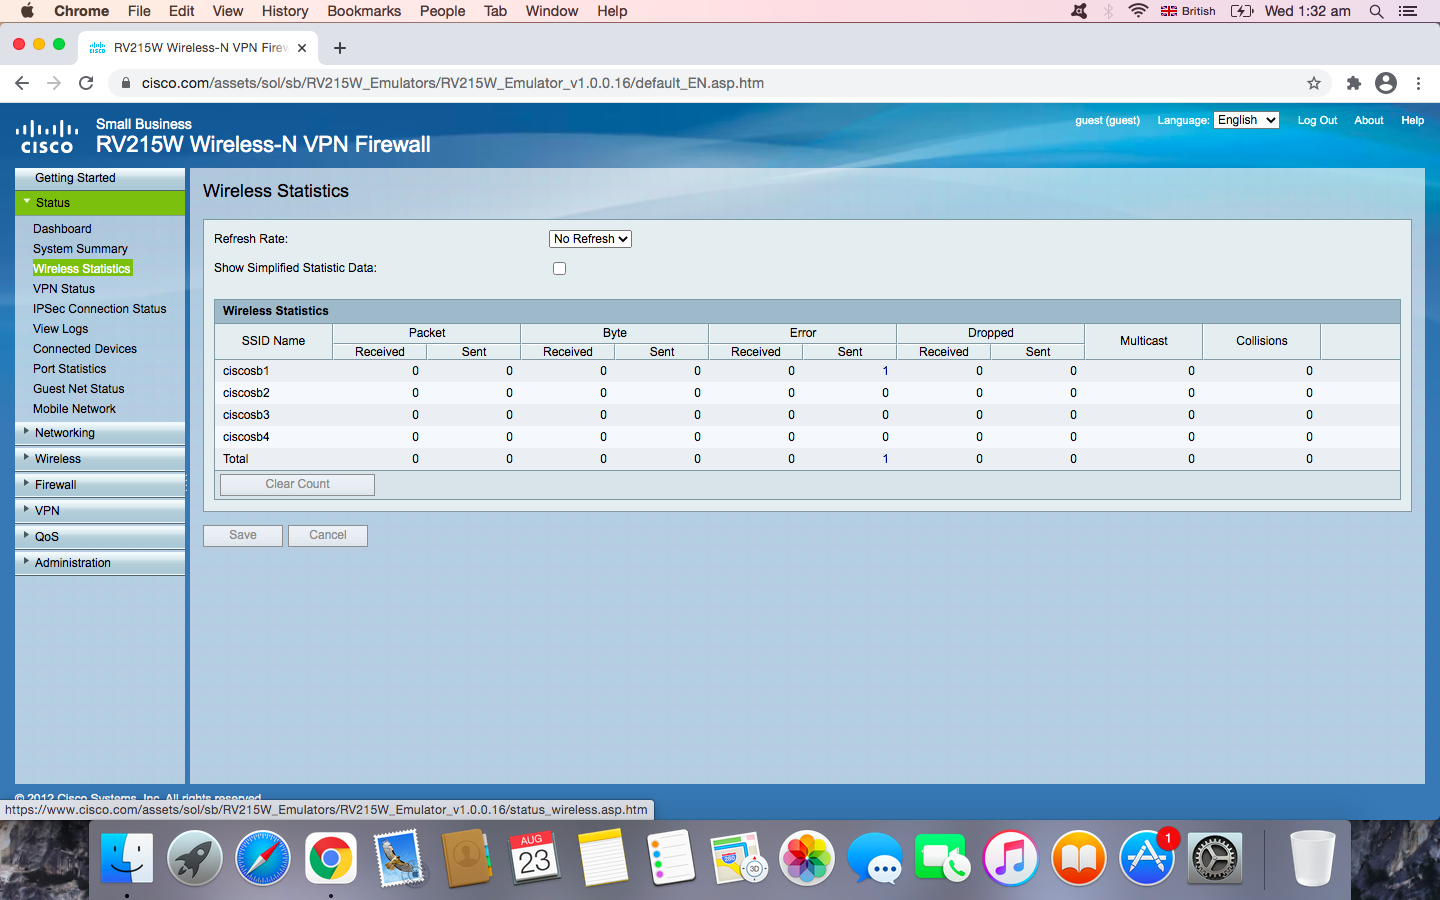 Chrome File Edit View History Bookmarks People Tab Window Help British Wed 1:32 am
RV215W Wireless-N VPN Firew
cisco.com/assets/sol/sb/RV215W_Emulators/RV215W_Emulator_v1.0.0.16/default_EN.asp.htm
cisco
Small Business
RV215W Wireless-N VPN Firewall
guest (guest) Language: English Log Out About Help
Getting Started
Status
Dashboard
System Summary
Wireless Statistics
VPN Status
IPSec Connection Status
View Logs
Connected Devices
Port Statistics
Guest Net Status
Mobile Network
Networking
Wireless
Firewall
VPN
QoS
Administration
Wireless Statistics
Refresh Rate: No Refresh
Show Simplified Statistic Data:
Wireless Statistics
SSID Name Packet Byte Error Dropped Multicast Collisions
Received Sent Received Sent Received Sent Received Sent
ciscosb1 0 0 0 0 0 1 0 0 0 0
ciscosb2 0 0 0 0 0 0 0 0 0 0
ciscosb3 0 0 0 0 0 0 0 0 0 0
ciscosb4 0 0 0 0 0 0 0 0 0 0
Total 0 0 0 0 0 1 0 0 0 0
Clear Count
Save Cancel
© 2012 Cisco Systems, Inc. All rights reserved.
https://www.cisco.com/assets/sol/sb/RV215W_Emulators/RV215W_Emulator_v1.0.0.16/status_wireless.asp.htm
AUG
23
280
3D
1